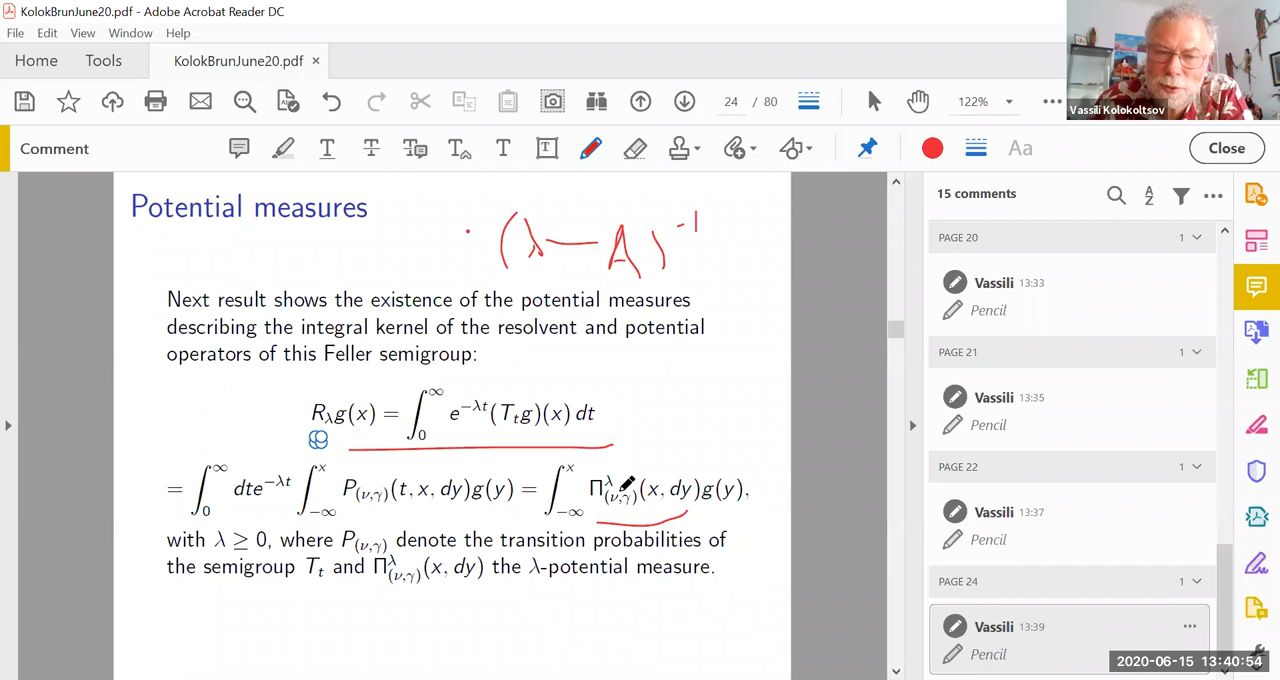 KolokBrunJune20.pdf - Adobe Acrobat Reader DC
File Edit View Window Help
Home Tools KolokBrunJune20.pdf ×
24 / 80 122%
Vassili Kolokoltsov
Comment Aa Close
Potential measures
(λ — A)⁻¹
Next result shows the existence of the potential measures
describing the integral kernel of the resolvent and potential
operators of this Feller semigroup:
R_λ g(x) = ∫_0^∞ e^{-λt}(T_t g)(x) dt
= ∫_0^∞ dte^{-λt} ∫_{-∞}^x P_{(ν,γ)}(t, x, dy)g(y) = ∫_{-∞}^x Π^λ_{(ν,γ)}(x, dy)g(y),
with λ ≥ 0, where P_{(ν,γ)} denote the transition probabilities of
the semigroup T_t and Π^λ_{(ν,γ)}(x, dy) the λ-potential measure.
15 comments
PAGE 20 1
Vassili 13:33
Pencil
PAGE 21 1
Vassili 13:35
Pencil
PAGE 22 1
Vassili 13:37
Pencil
PAGE 24 1
Vassili 13:39
Pencil
2020-06-15 13:40:54